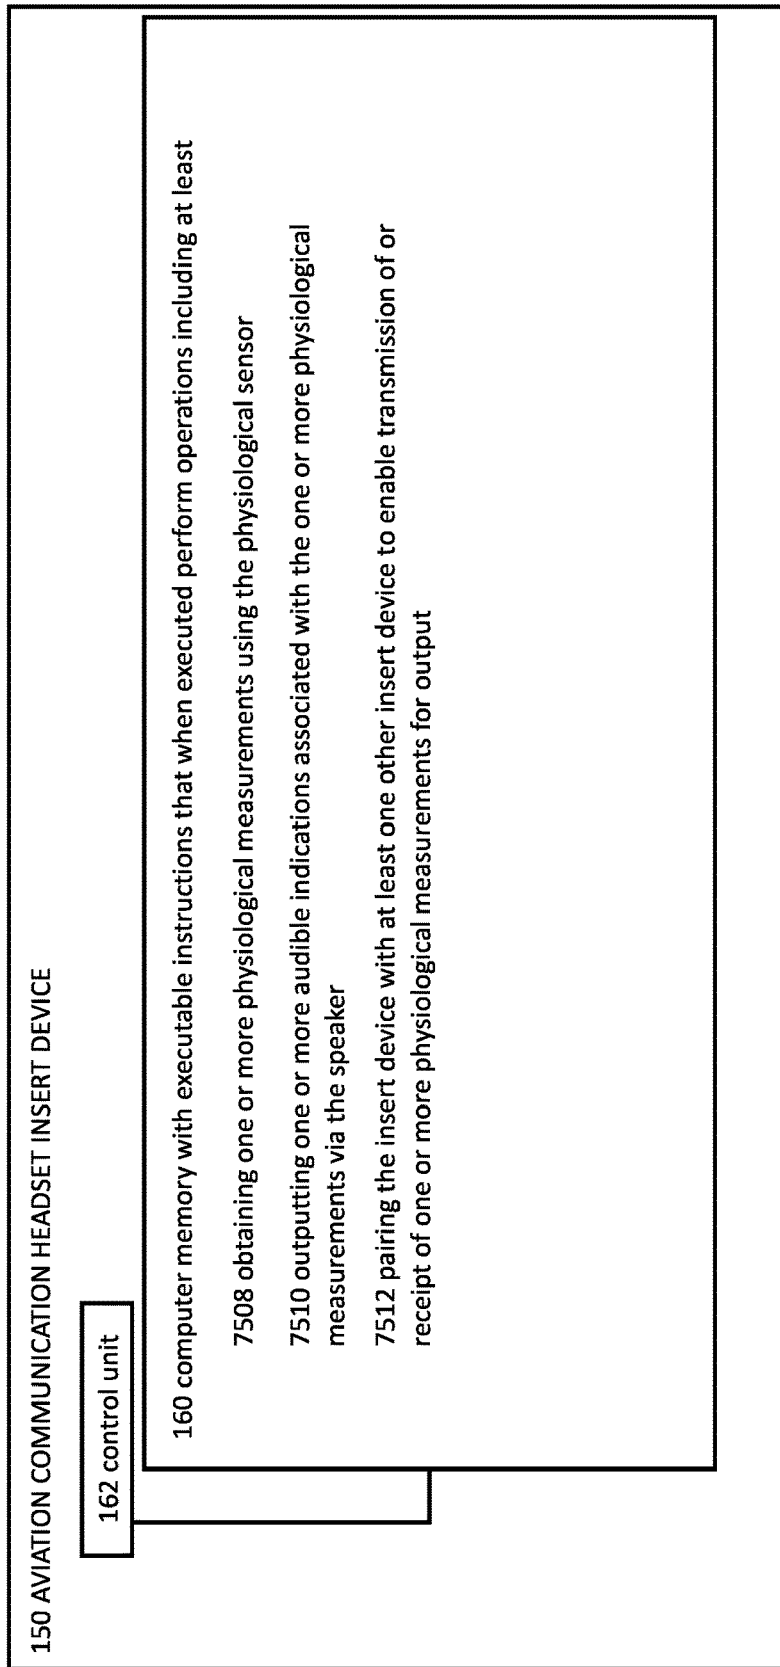 150 AVIATION COMMUNICATION HEADSET INSERT DEVICE
162 control unit
160 computer memory with executable instructions that when executed perform operations including at least
7508 obtaining one or more physiological measurements using the physiological sensor
7510 outputting one or more audible indications associated with the one or more physiological
measurements via the speaker
7512 pairing the insert device with at least one other insert device to enable transmission of or
receipt of one or more physiological measurements for output